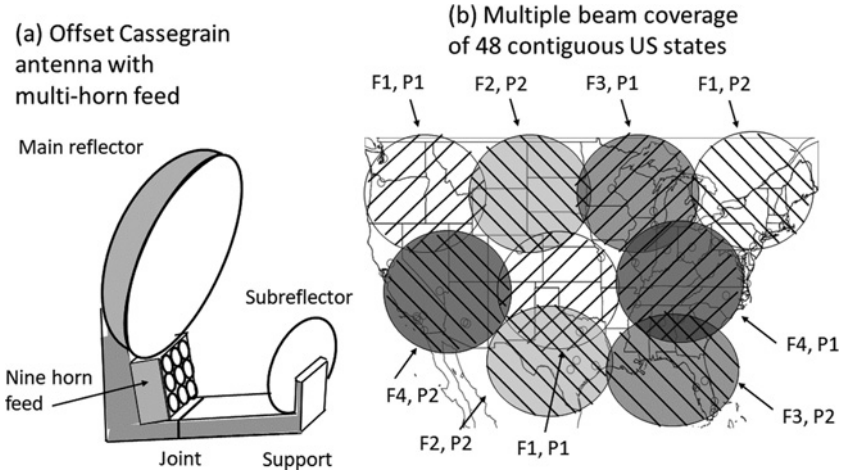 (a) Offset Cassegrain
antenna with
multi-horn feed
Main reflector
Subreflector
Nine horn
feed
Joint
Support
(b) Multiple beam coverage
of 48 contiguous US states
F1, P1
F2, P2
F3, P1
F1, P2
F4, P1
F4, P2
F3, P2
F2, P2
F1, P1